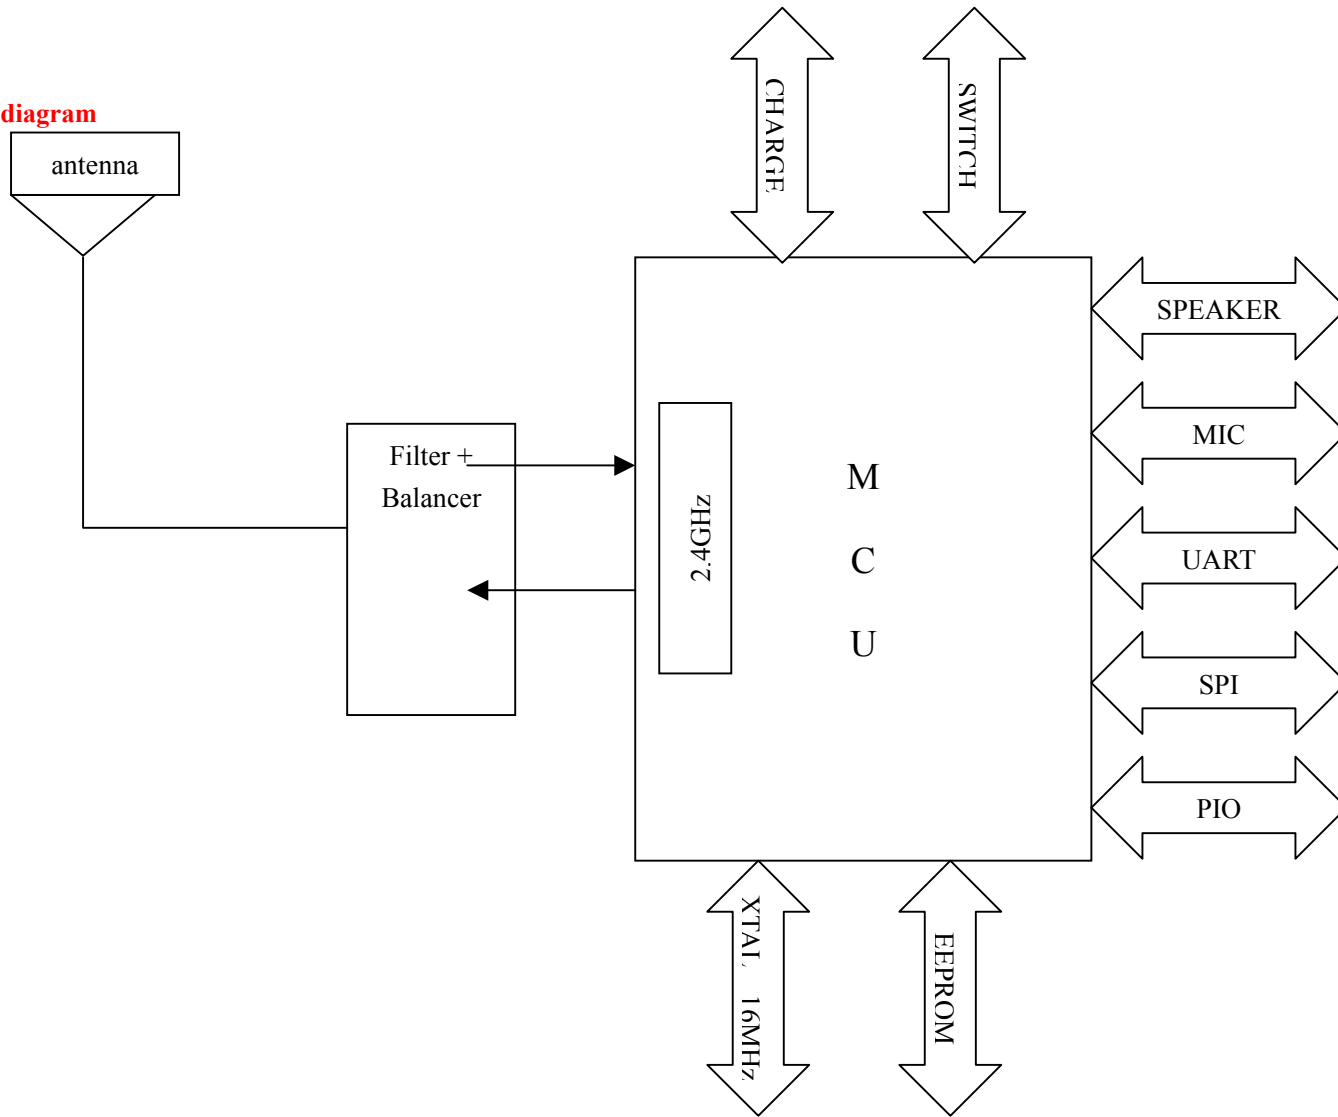 diagram
antenna
CHARGE
SWITCH
SPEAKER
MIC
UART
SPI
PIO
Filter +
Balancer
2.4GHz
M
C
U
XTAL 16MHz
EEPROM